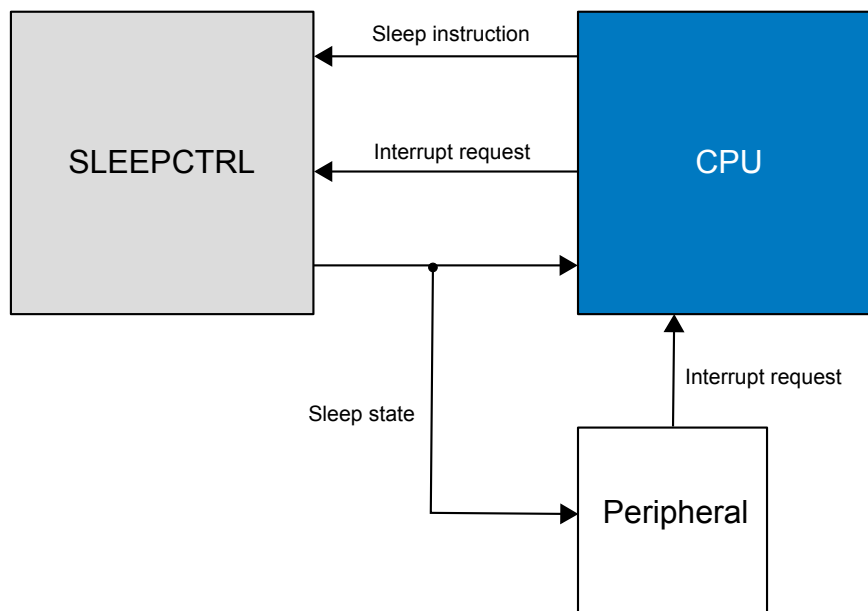 Sleep instruction
SLEEPCTRL
Interrupt request
CPU
Interrupt request
Sleep state
Peripheral